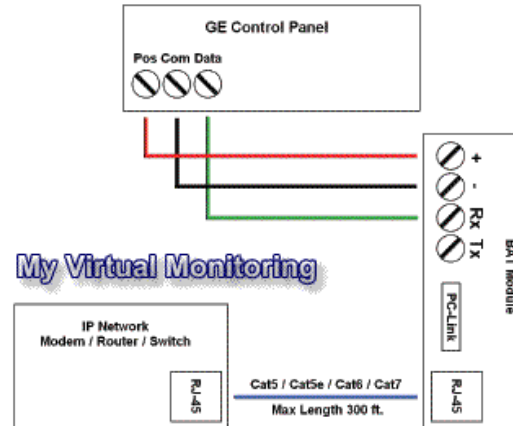 GE Control Panel
Pos Com Data
+
-
Rx
Tx
BAT Module
My Virtual Monitoring
PC-Link
IP Network
Modem / Router / Switch
RJ-45
Cat5 / Cat5e / Cat6 / Cat7
Max Length 300 ft.
RJ-45